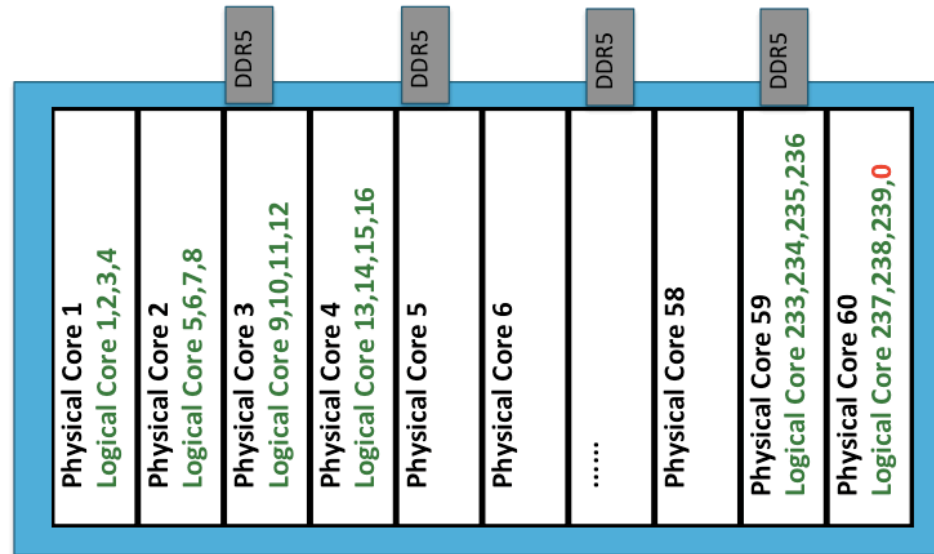 DDR5
DDR5
DDR5
DDR5
Physical Core 1
Logical Core 1,2,3,4
Physical Core 2
Logical Core 5,6,7,8
Physical Core 3
Logical Core 9,10,11,12
Physical Core 4
Logical Core 13,14,15,16
Physical Core 5
Physical Core 6
......
Physical Core 58
Physical Core 59
Logical Core 233,234,235,236
Physical Core 60
Logical Core 237,238,239,0